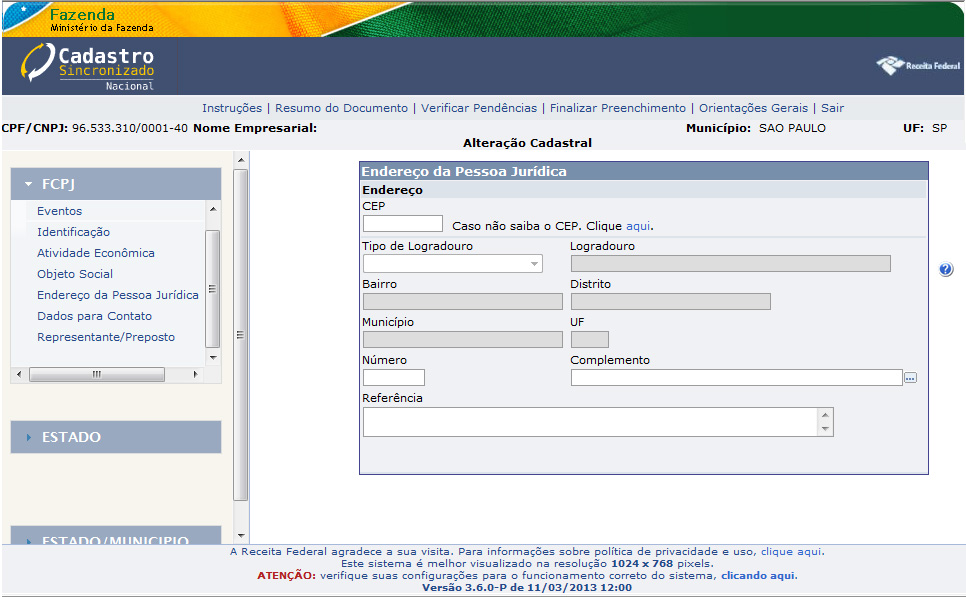 Fazenda
Ministério da Fazenda
Cadastro
Sincronizado
Nacional
Receita Federal
Instruções | Resumo do Documento | Verificar Pendências | Finalizar Preenchimento | Orientações Gerais | Sair
CPF/CNPJ: 96.533.310/0001-40 Nome Empresarial: Município: SAO PAULO UF: SP
Alteração Cadastral
FCPJ
Eventos
Identificação
Atividade Econômica
Objeto Social
Endereço da Pessoa Jurídica
Dados para Contato
Representante/Preposto
ESTADO
ESTADO/MUNICIPIO
Endereço da Pessoa Jurídica
Endereço
CEP
Caso não saiba o CEP. Clique aqui.
Tipo de Logradouro Logradouro
Bairro Distrito
Município UF
Número Complemento
...
Referência
?
A Receita Federal agradece a sua visita. Para informações sobre política de privacidade e uso, clique aqui.
Este sistema é melhor visualizado na resolução 1024 x 768 pixels.
ATENÇÃO: verifique suas configurações para o funcionamento correto do sistema, clicando aqui.
Versão 3.6.0-P de 11/03/2013 12:00